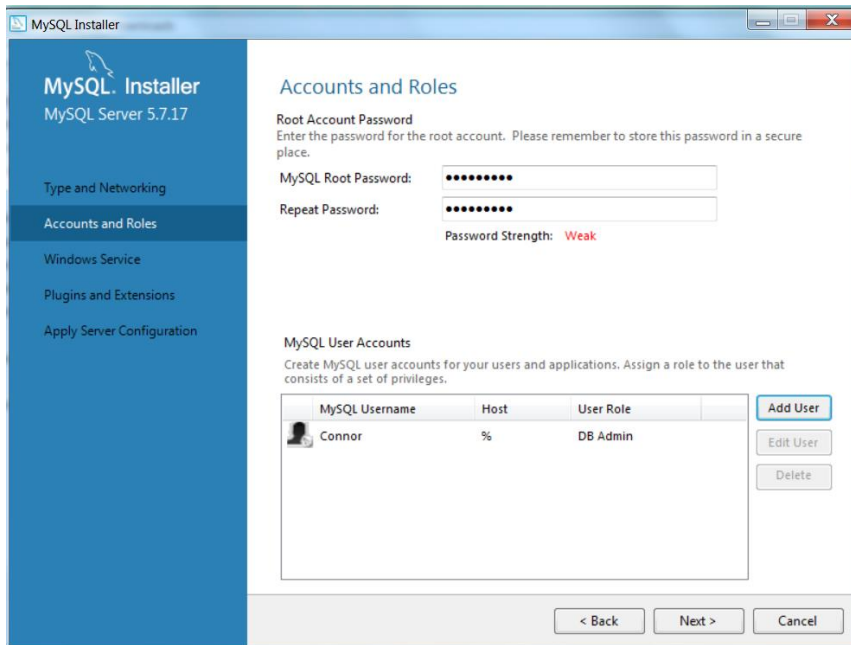 MySQL Installer
MySQL. Installer
MySQL Server 5.7.17
Type and Networking
Accounts and Roles
Windows Service
Plugins and Extensions
Apply Server Configuration
Accounts and Roles
Root Account Password
Enter the password for the root account. Please remember to store this password in a secure
place.
MySQL Root Password: ●●●●●●●●●
Repeat Password: ●●●●●●●●●
Password Strength: Weak
MySQL User Accounts
Create MySQL user accounts for your users and applications. Assign a role to the user that
consists of a set of privileges.
MySQL Username Host User Role
Connor % DB Admin
Add User
Edit User
Delete
< Back Next > Cancel